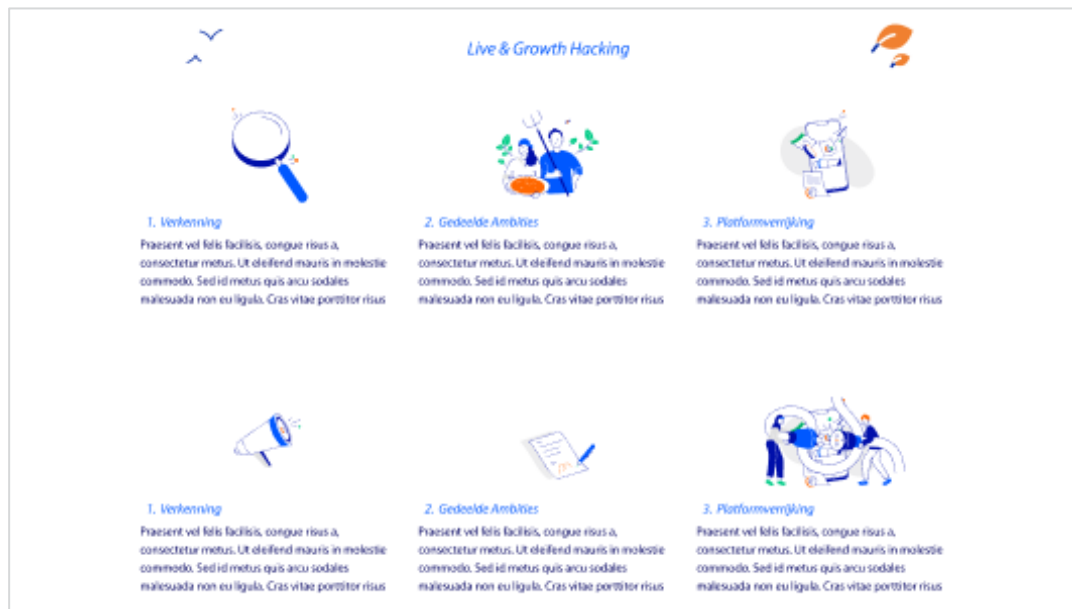 Live & Growth Hacking
1. Verkenning
Praesent vel felis facilisis, congue risus a,
consectetur metus. Ut eleifend mauris in molestie
commodo. Sed id metus quis arcu sodales
malesuada non eu ligula. Cras vitae porttitor risus
2. Gedeelde Ambities
Praesent vel felis facilisis, congue risus a,
consectetur metus. Ut eleifend mauris in molestie
commodo. Sed id metus quis arcu sodales
malesuada non eu ligula. Cras vitae porttitor risus
3. Platformverrijking
Praesent vel felis facilisis, congue risus a,
consectetur metus. Ut eleifend mauris in molestie
commodo. Sed id metus quis arcu sodales
malesuada non eu ligula. Cras vitae porttitor risus
1. Verkenning
Praesent vel felis facilisis, congue risus a,
consectetur metus. Ut eleifend mauris in molestie
commodo. Sed id metus quis arcu sodales
malesuada non eu ligula. Cras vitae porttitor risus
2. Gedeelde Ambities
Praesent vel felis facilisis, congue risus a,
consectetur metus. Ut eleifend mauris in molestie
commodo. Sed id metus quis arcu sodales
malesuada non eu ligula. Cras vitae porttitor risus
3. Platformverrijking
Praesent vel felis facilisis, congue risus a,
consectetur metus. Ut eleifend mauris in molestie
commodo. Sed id metus quis arcu sodales
malesuada non eu ligula. Cras vitae porttitor risus